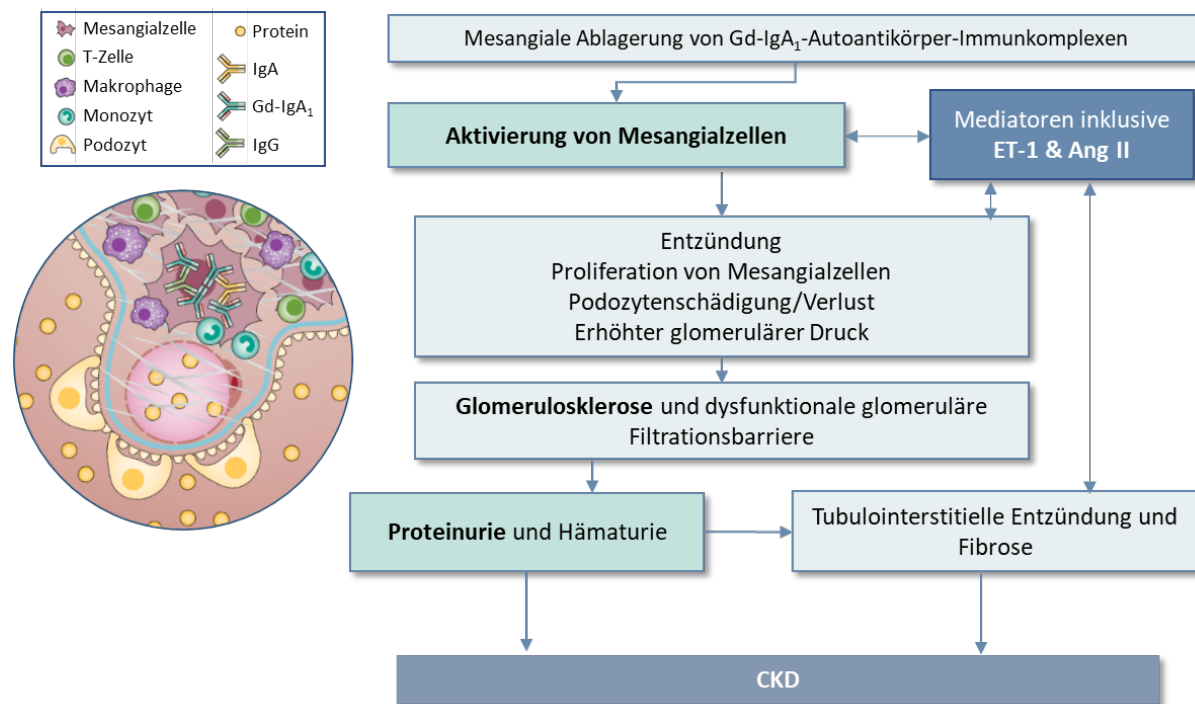 Mesangialzelle
T-Zelle
Makrophage
Monozyt
Podozyt
Protein
IgA
Gd-IgA₁
IgG
Mesangiale Ablagerung von Gd-IgA₁-Autoantikörper-Immunkomplexen
Aktivierung von Mesangialzellen
Mediatoren inklusive
ET-1 & Ang II
Entzündung
Proliferation von Mesangialzellen
Podozytenschädigung/Verlust
Erhöhter glomerulärer Druck
Glomerulosklerose und dysfunktionale glomeruläre
Filtrationsbarriere
Proteinurie und Hämaturie
Tubulointerstitielle Entzündung und
Fibrose
CKD